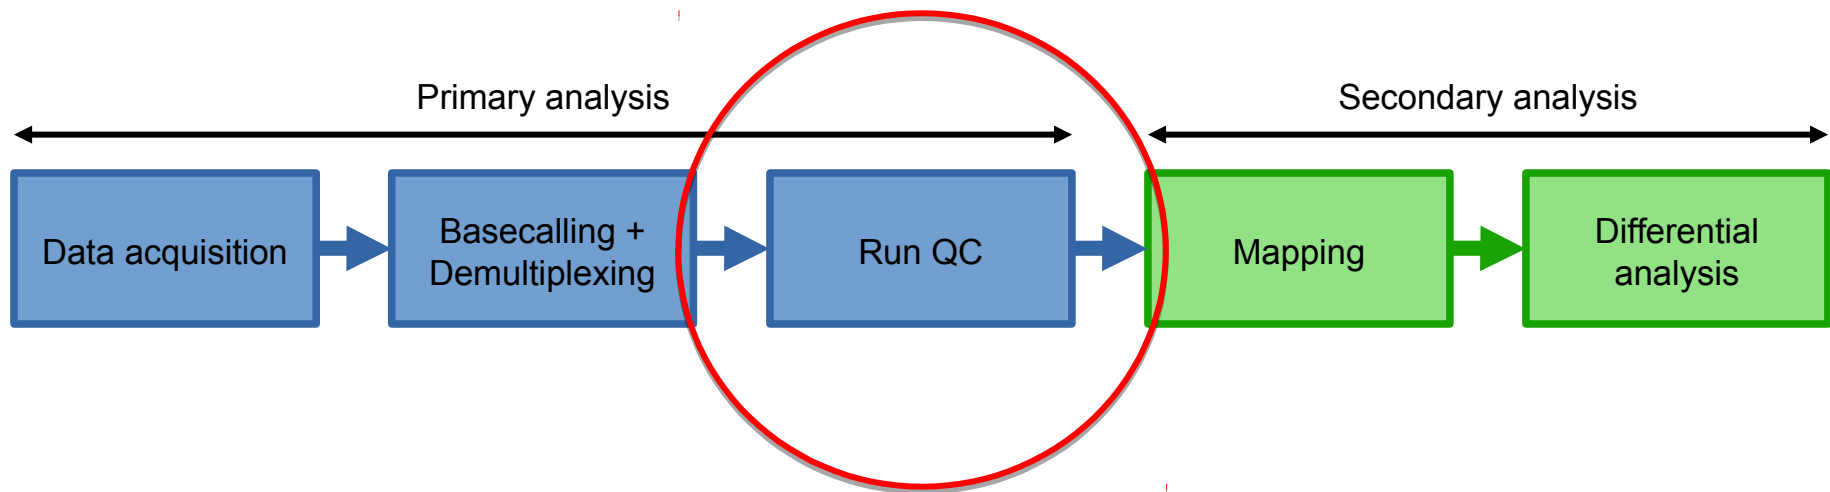 Primary analysis
Secondary analysis
Data acquisition
Basecalling +
Demultiplexing
Run QC
Mapping
Differential
analysis